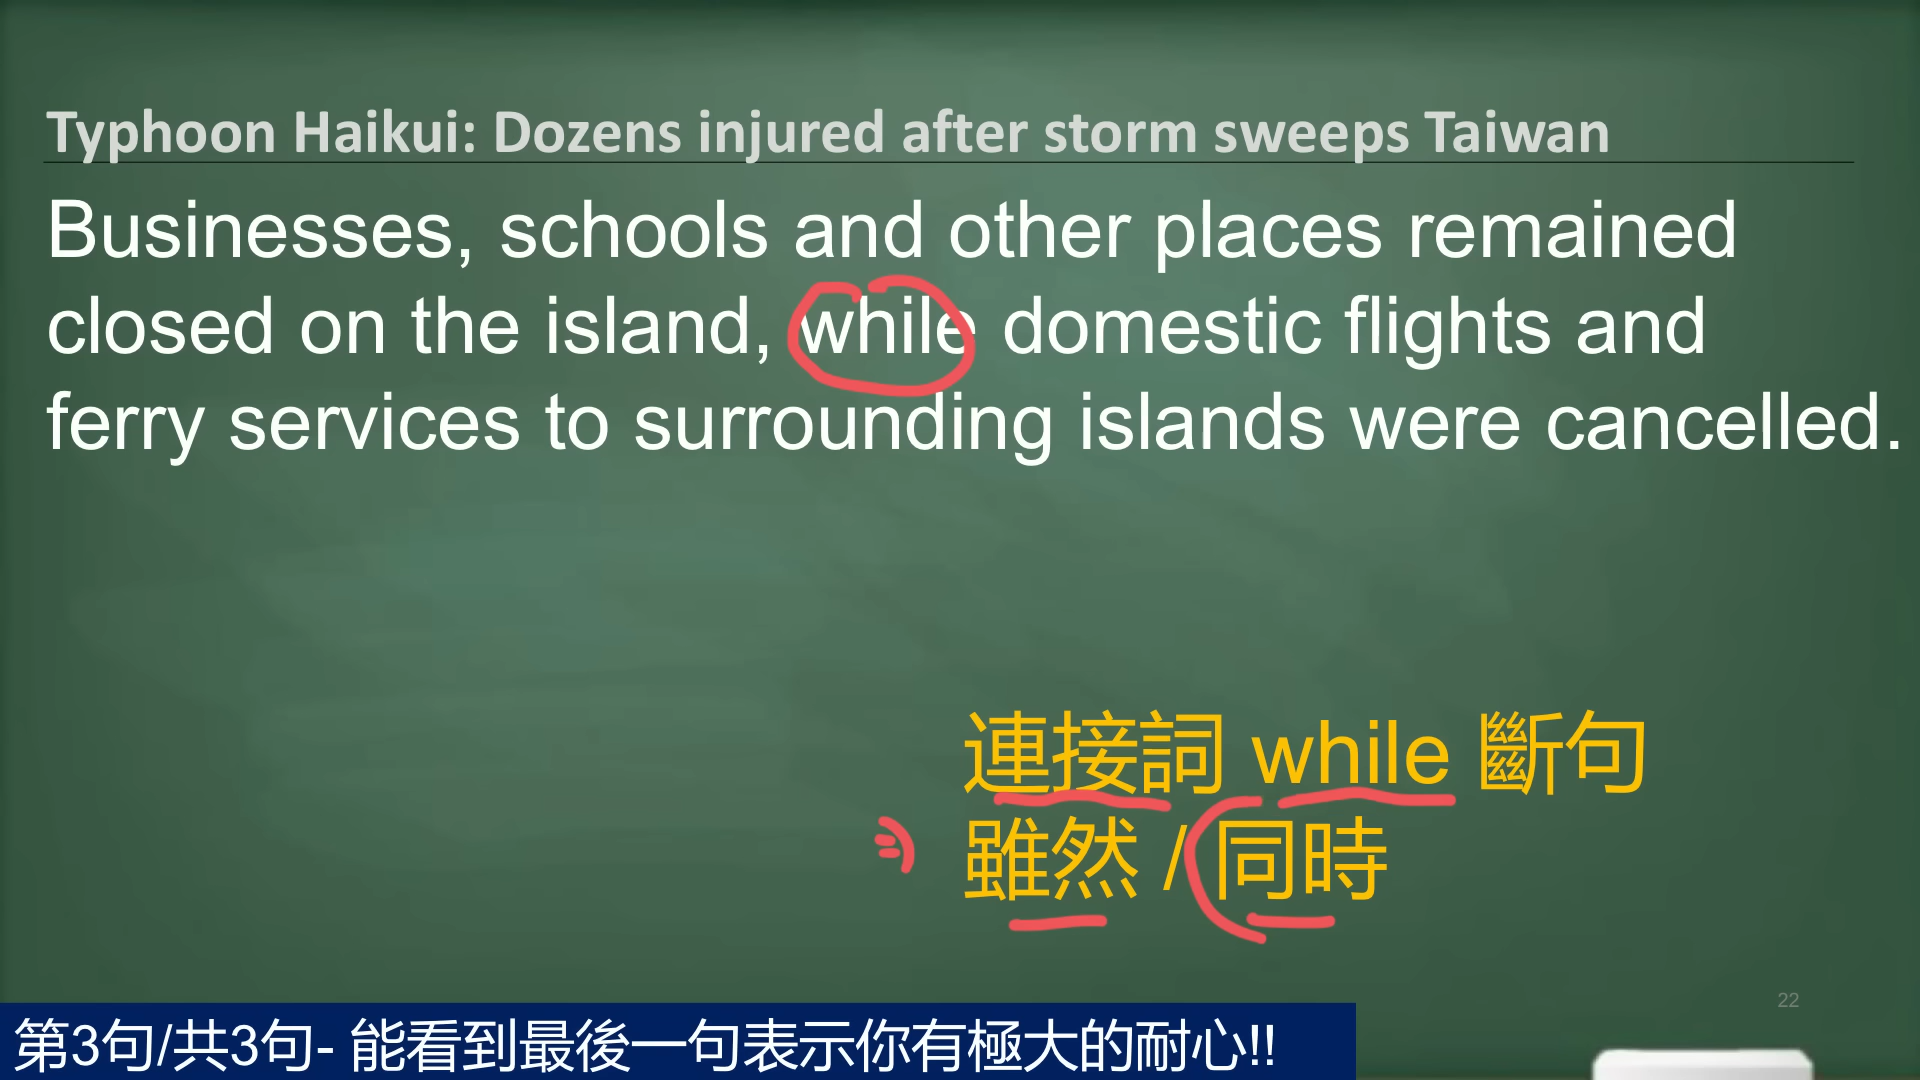 Typhoon Haikui: Dozens injured after storm sweeps Taiwan
Businesses, schools and other places remained
closed on the island, while domestic flights and
ferry services to surrounding islands were cancelled.
連接詞 while 斷句
雖然 / 同時
22
第3句/共3句- 能看到最後一句表示你有極大的耐心!!